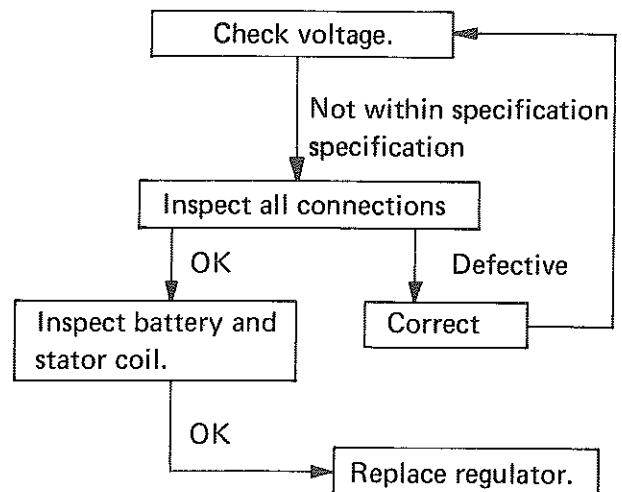 Check voltage.
Not within specification
specification
Inspect all connections
OK
Defective
Inspect battery and
stator coil.
Correct
OK
Replace regulator.